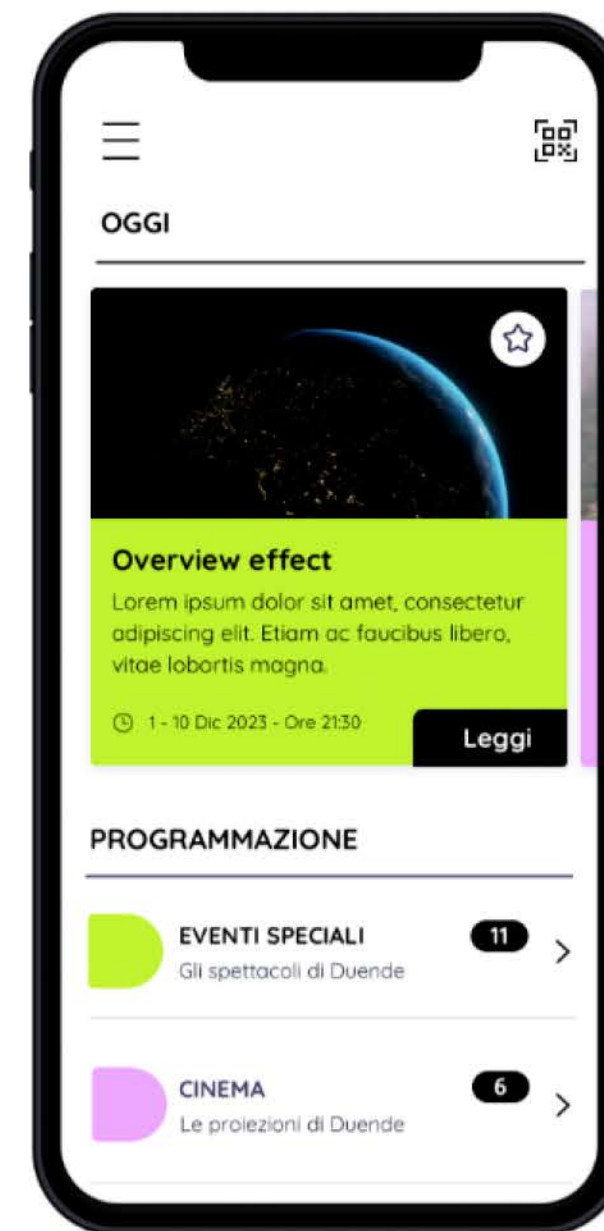 OGGI
Overview effect
Lorem ipsum dolor sit amet, consectetur
adipiscing elit. Etiam ac faucibus libero,
vitae lobortis magna.
1 - 10 Dic 2023 - Ore 21:30
Leggi
PROGRAMMAZIONE
EVENTI SPECIALI 11
Gli spettacoli di Duende
CINEMA 6
Le proiezioni di Duende